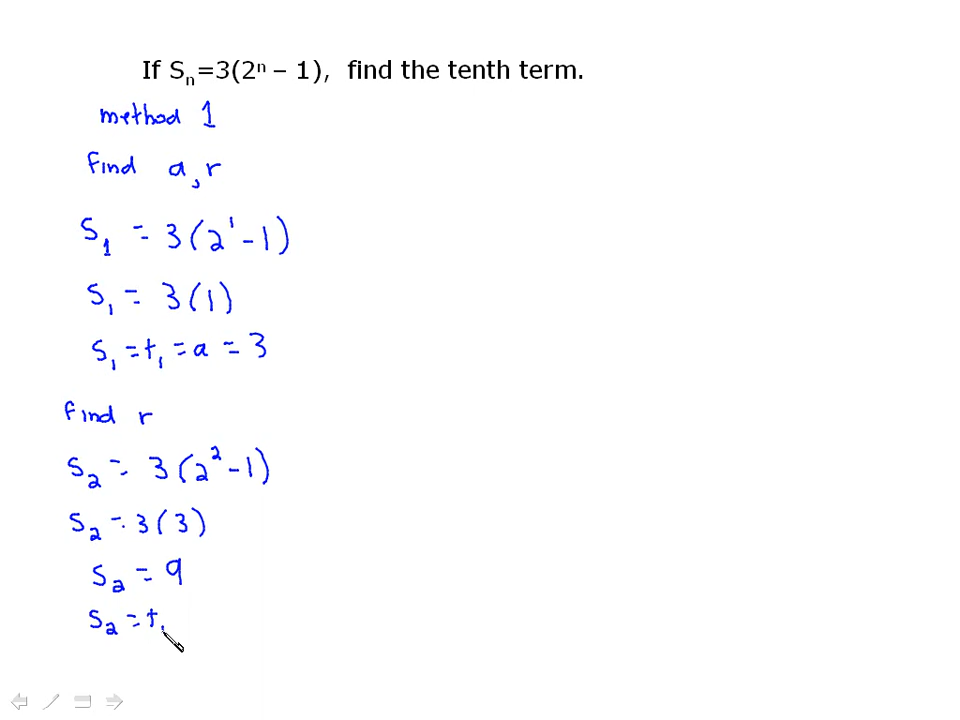 If Sₙ=3(2ⁿ – 1), find the tenth term.
method 1
find a, r
S₁ = 3(2¹-1)
S₁ = 3(1)
S₁ = t₁ = a = 3
find r
S₂ = 3(2²-1)
S₂ = 3(3)
S₂ = 9
S₂ = t₁